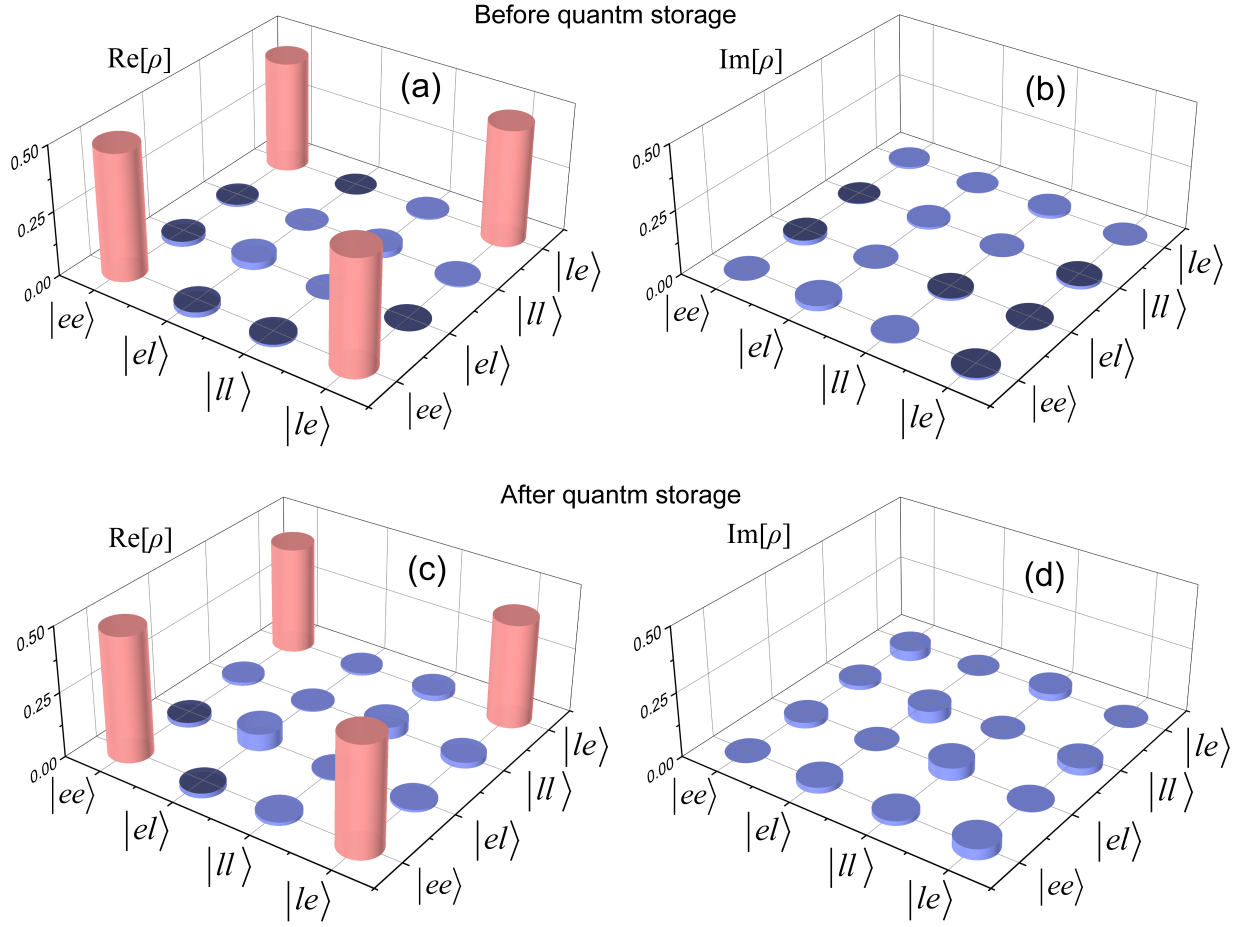 Before quantm storage
Re[ρ]
(a)
0.50
0.25
0.00
|ee⟩
|el⟩
|ll⟩
|le⟩
|ee⟩
|el⟩
|ll⟩
|le⟩
Im[ρ]
(b)
0.50
0.25
0.00
|ee⟩
|el⟩
|ll⟩
|le⟩
|ee⟩
|el⟩
|ll⟩
|le⟩
After quantm storage
Re[ρ]
(c)
0.50
0.25
0.00
|ee⟩
|el⟩
|ll⟩
|le⟩
|ee⟩
|el⟩
|ll⟩
|le⟩
Im[ρ]
(d)
0.50
0.25
0.00
|ee⟩
|el⟩
|ll⟩
|le⟩
|ee⟩
|el⟩
|ll⟩
|le⟩